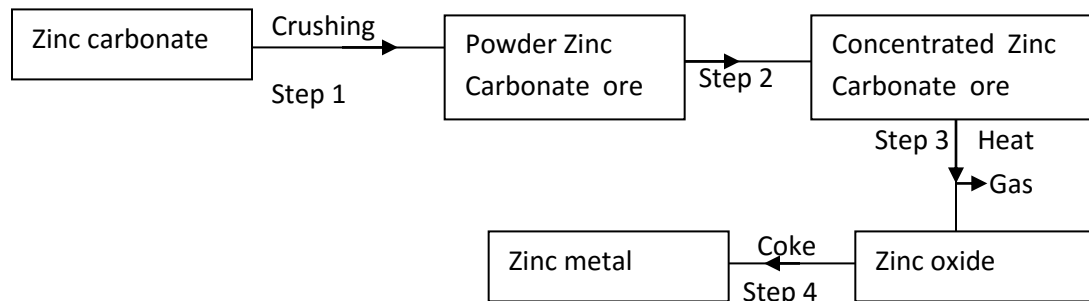 Zinc carbonate
Crushing
Step 1
Powder Zinc
Carbonate ore
Step 2
Concentrated Zinc
Carbonate ore
Step 3
Heat
Gas
Zinc oxide
Coke
Step 4
Zinc metal